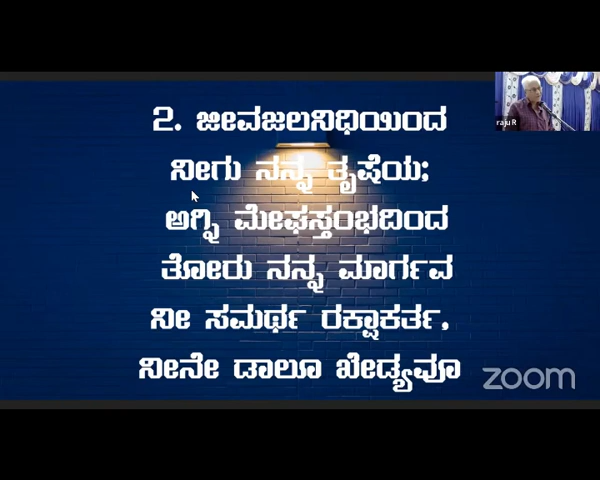 2. ಜೀವಜಲನಿಧಿಯಿಂದ
ನೀಗು ನನ್ನ ತೃಷೆಯ;
ಅಗ್ನಿ ಮೇಘಸ್ತಂಭದಿಂದ
ತೋರು ನನ್ನ ಮಾರ್ಗವ
ನೀ ಸಮರ್ಥ ರಕ್ಷಾಕರ್ತ,
ನೀನೇ ಡಾಲೂ ಖೇಡ್ಯವೂ
raju R
zoom